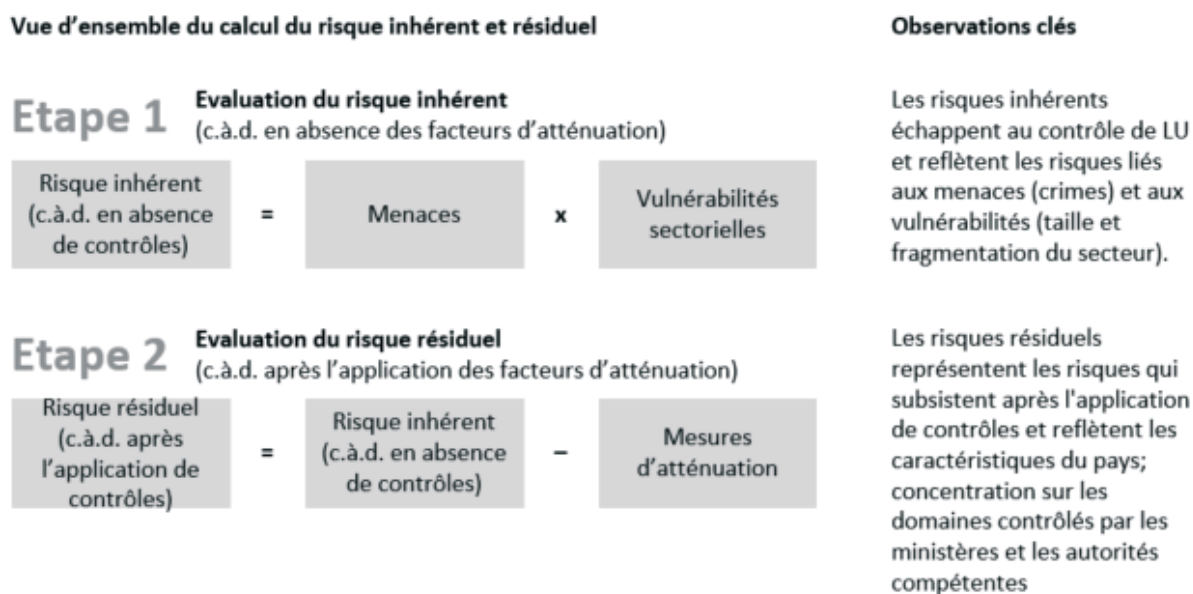 Vue d'ensemble du calcul du risque inhérent et résiduel
Observations clés
Etape 1
Evaluation du risque inhérent
(c.à.d. en absence des facteurs d'atténuation)
Risque inhérent
(c.à.d. en absence
de contrôles)
=
Menaces
x
Vulnérabilités
sectorielles
Les risques inhérents
échappent au contrôle de LU
et reflètent les risques liés
aux menaces (crimes) et aux
vulnérabilités (taille et
fragmentation du secteur).
Etape 2
Evaluation du risque résiduel
(c.à.d. après l'application des facteurs d'atténuation)
Risque résiduel
(c.à.d. après
l'application de
contrôles)
=
Risque inhérent
(c.à.d. en absence
de contrôles)
–
Mesures
d'atténuation
Les risques résiduels
représentent les risques qui
subsistent après l'application
de contrôles et reflètent les
caractéristiques du pays;
concentration sur les
domaines contrôlés par les
ministères et les autorités
compétentes